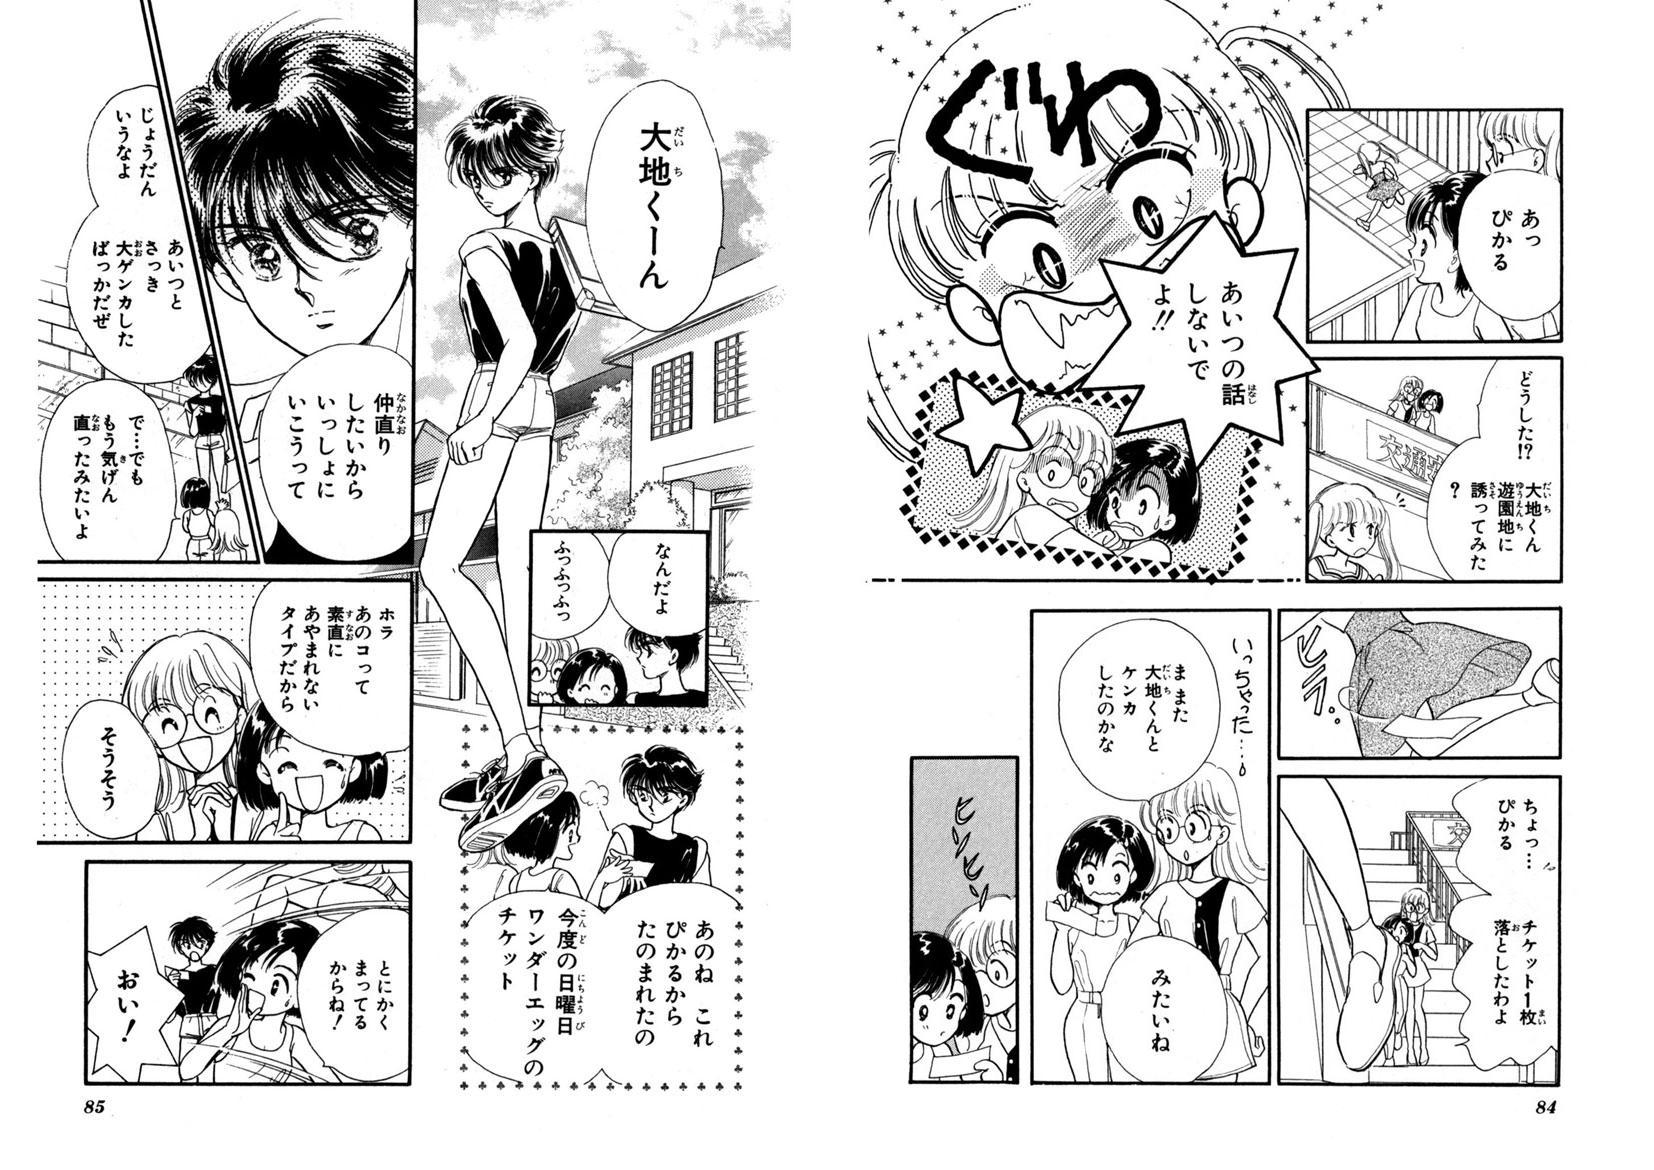 あっ
ぴかる
どうした!?
大地くん
遊園地に
誘ってみた
?
交通安
ぐわ
あいつの話
しないで
よ!!
ピラ…
ちょっ…
ぴかる
チケット1枚
落としたわよ
いっちゃった…
ま また
大地くんと
ケンカ
したのかな
みたいね
ヒソヒソ
84
大地くーん
なんだよ
ふっふっふっ
あのね これ
ぴかるから
たのまれたの
今度の日曜日
ワンダーエッグの
チケット
仲直り
したいから
いっしょに
いこうって
じょうだん
いうなよ
あいつと
さっき
大ゲンカした
ばっかだぜ
で…でも
もう気げん
直ったみたいよ
ホラ
あのコって
素直に
あやまれない
タイプだから
そうそう
とにかく
まってる
からね!
おい!
85